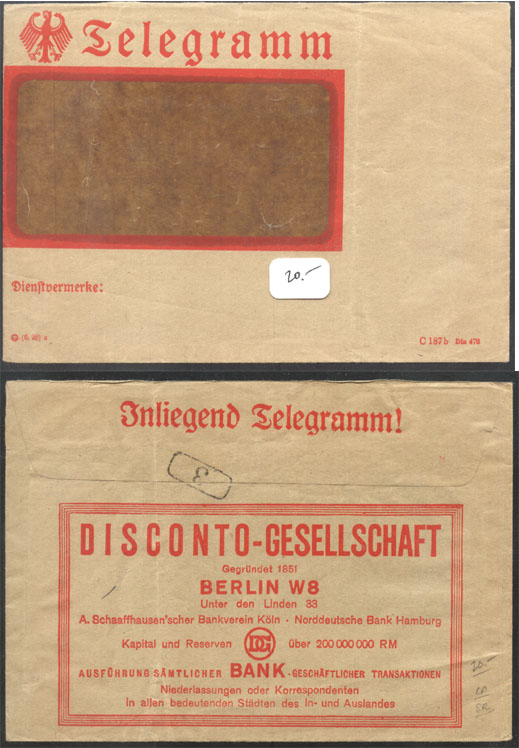 Telegramm
20.-
Dienstvermerke:
C 187b Din 476
Inliegend Telegramm!
3
DISCONTO-GESELLSCHAFT
Gegründet 1851
BERLIN W8
Unter den Linden 33
A. Schaaffhausen'scher Bankverein Köln · Norddeutsche Bank Hamburg
Kapital und Reserven DG über 200 000 000 RM
AUSFÜHRUNG SÄMTLICHER BANK-GESCHÄFTLICHER TRANSAKTIONEN
Niederlassungen oder Korrespondenten
in allen bedeutenden Städten des In- und Auslandes
20.-